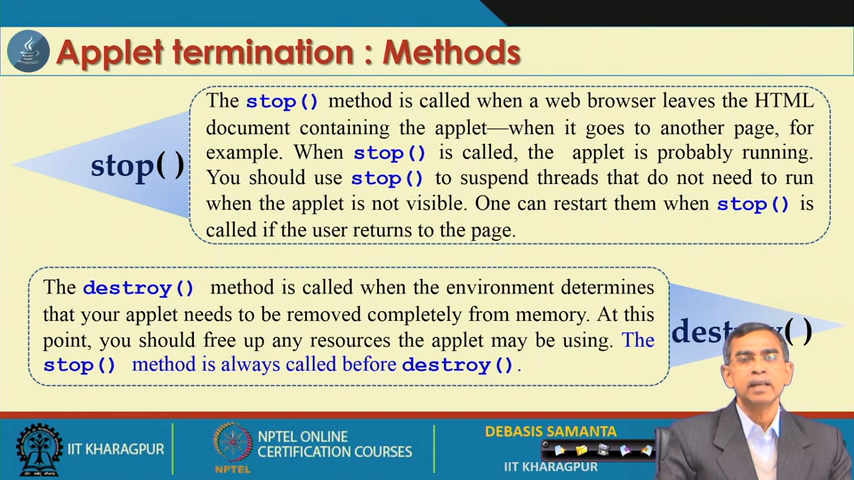 Applet termination : Methods
The stop() method is called when a web browser leaves the HTML
document containing the applet—when it goes to another page, for
example. When stop() is called, the applet is probably running.
You should use stop() to suspend threads that do not need to run
when the applet is not visible. One can restart them when stop() is
called if the user returns to the page.
stop( )
The destroy() method is called when the environment determines
that your applet needs to be removed completely from memory. At this
point, you should free up any resources the applet may be using. The
stop() method is always called before destroy().
destroy( )
IIT KHARAGPUR
NPTEL
NPTEL ONLINE
CERTIFICATION COURSES
DEBASIS SAMANTA
IIT KHARAGPUR